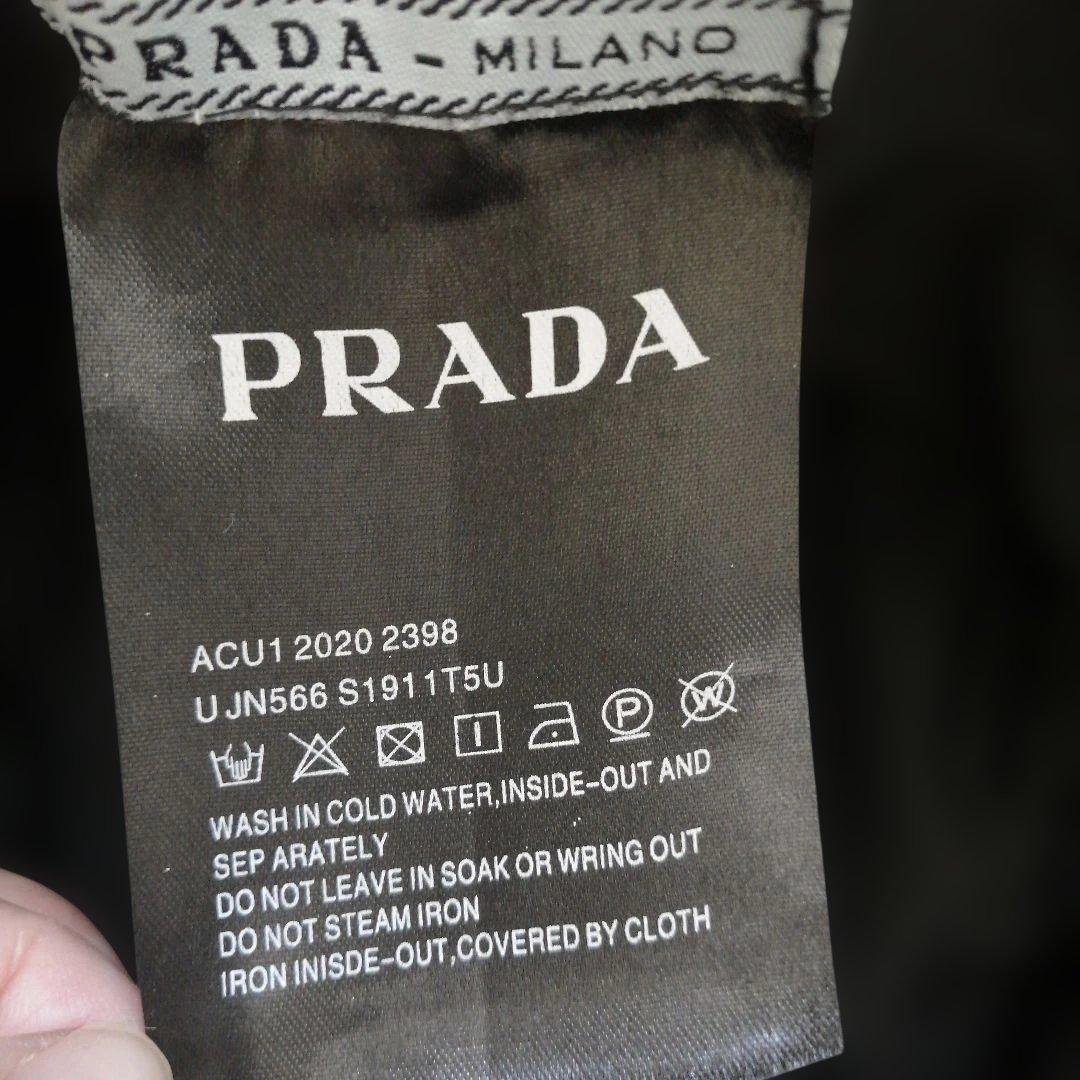 PRADA - MILANO
PRADA
ACU1 2020 2398
U JN566 S1911T5U
I P W
WASH IN COLD WATER,INSIDE-OUT AND
SEP ARATELY
DO NOT LEAVE IN SOAK OR WRING OUT
DO NOT STEAM IRON
IRON INISDE-OUT,COVERED BY CLOTH